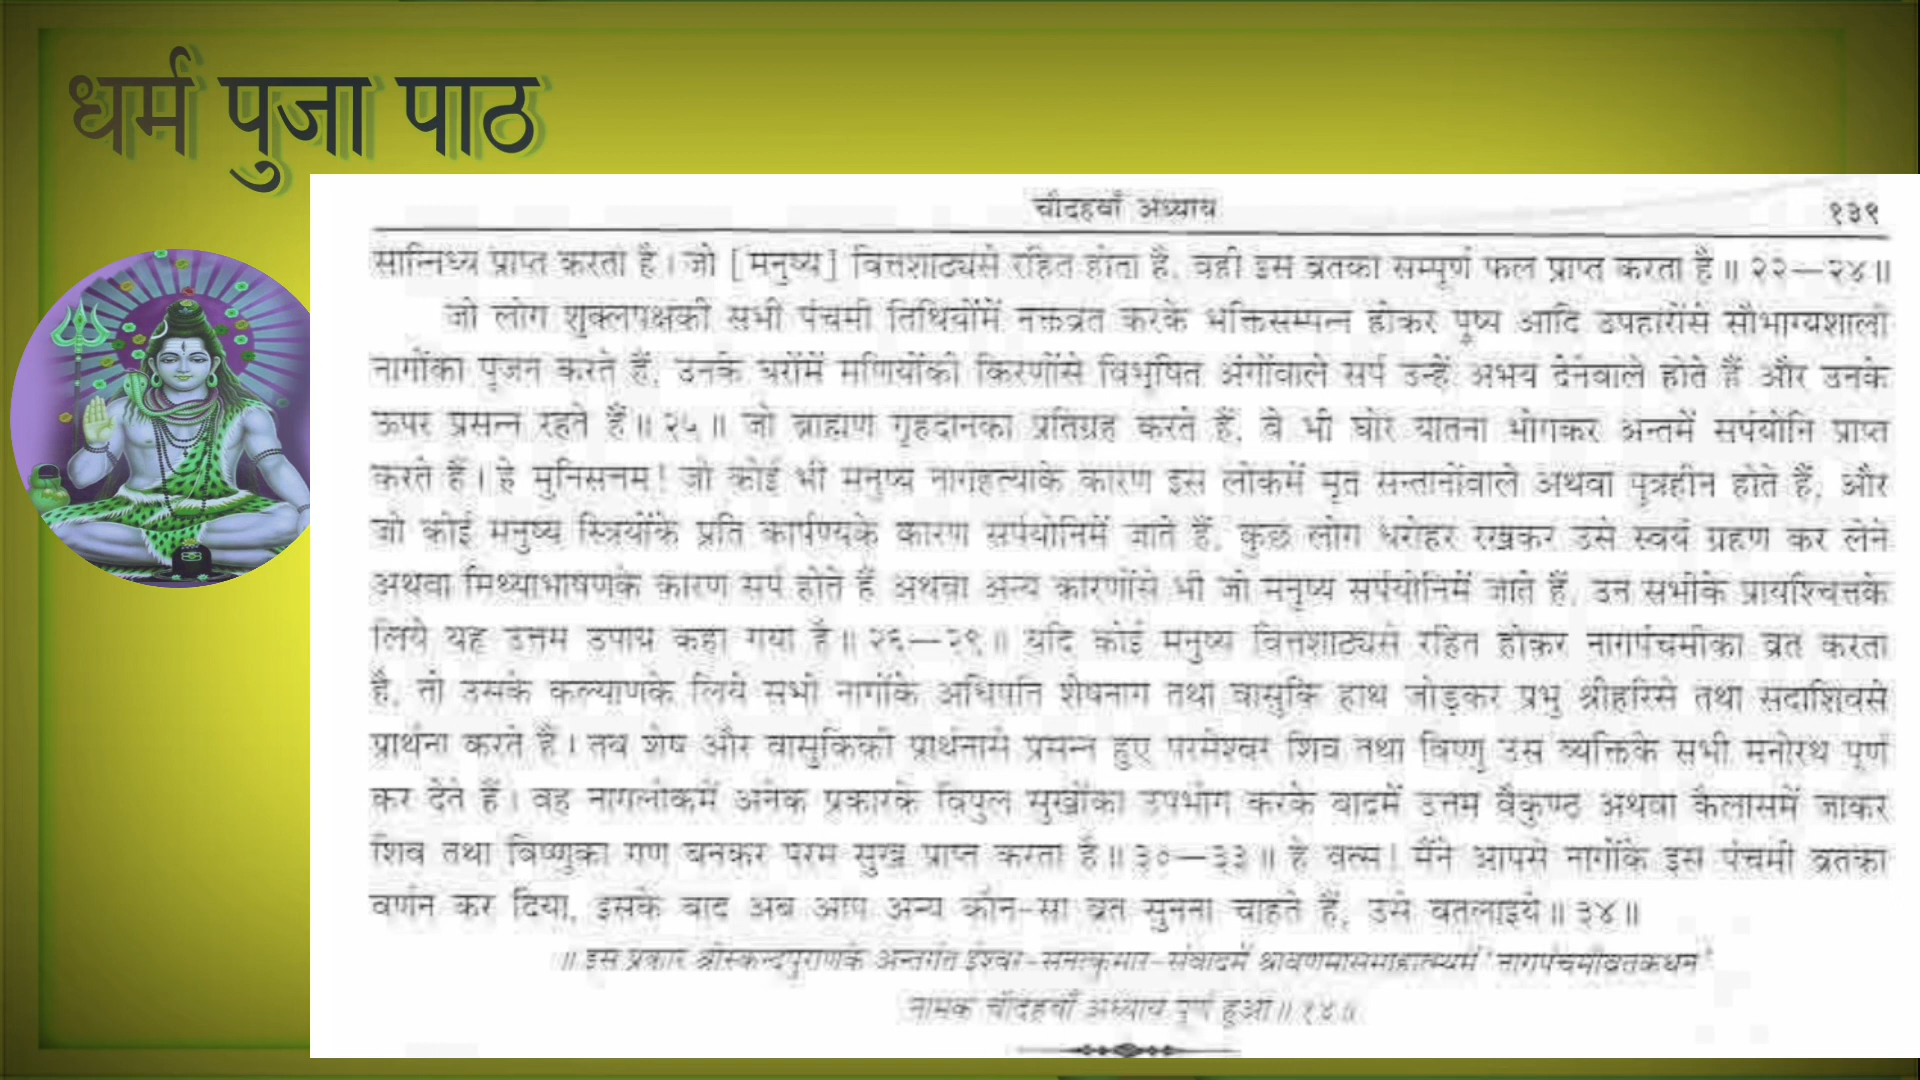 धर्म पुजा पाठ
चौदहवाँ अध्याय १३९
सान्निध्य प्राप्त करता है। जो [मनुष्य] वित्तशाठ्यसे रहित होता है, वही इस व्रतका सम्पूर्ण फल प्राप्त करता है॥ २२—२४॥
जो लोग शुक्लपक्षकी सभी पंचमी तिथियोंमें नक्तव्रत करके भक्तिसम्पन्न होकर पुष्प आदि उपहारोंसे सौभाग्यशाली
नागोंका पूजन करते हैं, उनके घरोंमें मणियोंकी किरणोंसे विभूषित अंगोंवाले सर्प उन्हें अभय देनेवाले होते हैं और उनके
ऊपर प्रसन्न रहते हैं॥ २५॥ जो ब्राह्मण गृहदानका प्रतिग्रह करते हैं, वे भी घोर यातना भोगकर अन्तमें सर्पयोनि प्राप्त
करते हैं। हे मुनिसत्तम! जो कोई भी मनुष्य नागहत्याके कारण इस लोकमें मृत सन्तानोंवाले अथवा पुत्रहीन होते हैं, और
जो कोई मनुष्य स्त्रियोंके प्रति कार्पण्यके कारण सर्पयोनिमें जाते हैं, कुछ लोग धरोहर रखकर उसे स्वयं ग्रहण कर लेने
अथवा मिथ्याभाषणके कारण सर्प होते हैं अथवा अन्य कारणोंसे भी जो मनुष्य सर्पयोनिमें जाते हैं, उन सभीके प्रायश्चित्तके
लिये यह उत्तम उपाय कहा गया है॥ २६—२९॥ यदि कोई मनुष्य वित्तशाठ्यसे रहित होकर नागपंचमीका व्रत करता
है, तो उसके कल्याणके लिये सभी नागोंके अधिपति शेषनाग तथा वासुकि हाथ जोड़कर प्रभु श्रीहरिसे तथा सदाशिवसे
प्रार्थना करते हैं। तब शेष और वासुकिकी प्रार्थनासे प्रसन्न हुए परमेश्वर शिव तथा विष्णु उस व्यक्तिके सभी मनोरथ पूर्ण
कर देते हैं। वह नागलोकमें अनेक प्रकारके विपुल सुखोंका उपभोग करके बादमें उत्तम वैकुण्ठ अथवा कैलासमें जाकर
शिव तथा विष्णुका गण बनकर परम सुख प्राप्त करता है॥ ३०—३३॥ हे वत्स! मैंने आपसे नागोंके इस पंचमी व्रतका
वर्णन कर दिया, इसके बाद अब आप अन्य कौन-सा व्रत सुनना चाहते हैं, उसे बतलाइये॥ ३४॥
॥ इस प्रकार श्रीस्कन्दपुराणके अन्तर्गत ईश्वर-सनत्कुमार-संवादमें श्रावणमासमाहात्म्यमें 'नागपंचमीव्रतकथन'
नामक चौदहवाँ अध्याय पूर्ण हुआ॥ १४॥